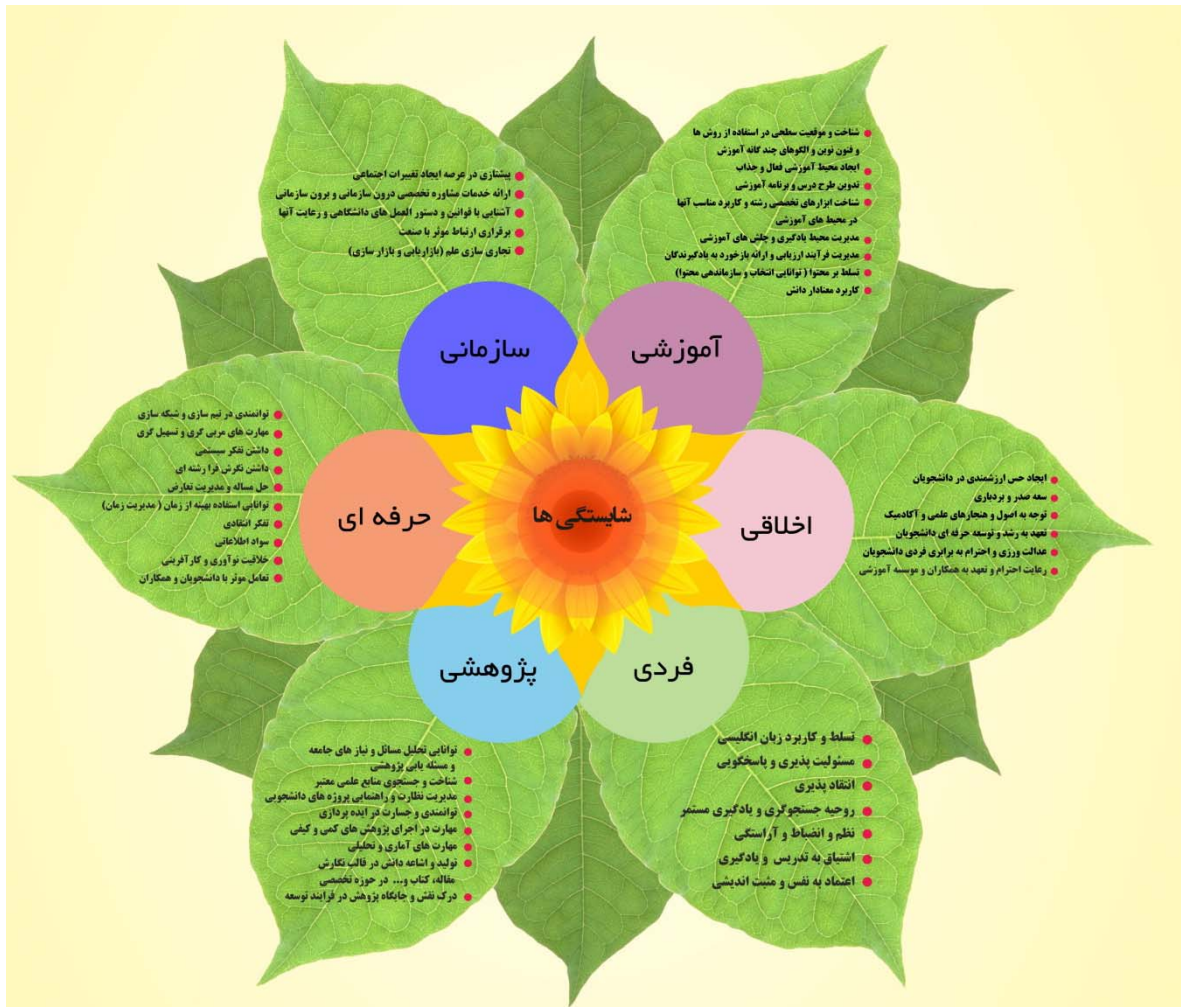 شایستگی ها
آموزشی
شناخت و موقعیت سطحی در استفاده از روش ها
و فنون نوین و الگوهای چند گانه آموزش
ایجاد محیط آموزشی فعال و جذاب
تدوین طرح درس و برنامه آموزشی
شناخت ابزارهای تخصصی رشته و کاربرد مناسب آنها
در محیط های آموزشی
مدیریت محیط یادگیری و چلش های آموزشی
مدیریت فرآیند ارزیابی و ارائه بازخورد به یادگیرندگان
تسلط بر محتوا ( توانایی انتخاب و سازماندهی محتوا)
کاربرد معنادار دانش
اخلاقی
ایجاد حس ارزشمندی در دانشجویان
سعه صدر و بردباری
توجه به اصول و هنجارهای علمی و آکادمیک
تعهد به رشد و توسعه حرفه ای دانشجویان
عدالت ورزی و احترام به برابری فردی دانشجویان
رعایت احترام و تعهد به همکاران و موسسه آموزشی
فردی
تسلط و کاربرد زبان انگلیسی
مسئولیت پذیری و پاسخگویی
انتقاد پذیری
روحیه جستجوگری و یادگیری مستمر
نظم و انضباط و آراستگی
اشتیاق به تدریس و یادگیری
اعتماد به نفس و مثبت اندیشی
پژوهشی
توانایی تحلیل مسائل و نیاز های جامعه
و مسئله یابی پژوهشی
شناخت و جستجوی منابع علمی معتبر
مدیریت نظارت و راهنمایی پروژه های دانشجویی
توانمندی و جسارت در ایده پردازی
مهارت در اجرای پژوهش های کمی و کیفی
مهارت های آماری و تحلیلی
تولید و اشاعه دانش در قالب نگارش
مقاله، کتاب و... در حوزه تخصصی
درک نقش و جایگاه پژوهش در فرایند توسعه
حرفه ای
توانمندی در تیم سازی و شبکه سازی
مهارت های مربی گری و تسهیل گری
داشتن تفکر سیستمی
داشتن نگرش فرا رشته ای
حل مساله و مدیریت تعارض
توانایی استفاده بهینه از زمان ( مدیریت زمان)
تفکر انتقادی
سواد اطلاعاتی
خلاقیت نوآوری و کارآفرینی
تعامل موثر با دانشجویان و همکاران
سازمانی
پیشتازی در عرصه ایجاد تغییرات اجتماعی
ارائه خدمات مشاوره تخصصی درون سازمانی و برون سازمانی
آشنایی با قوانین و دستور العمل های دانشگاهی و رعایت آنها
برقراری ارتباط موثر با صنعت
تجاری سازی علم (بازاریابی و بازار سازی)